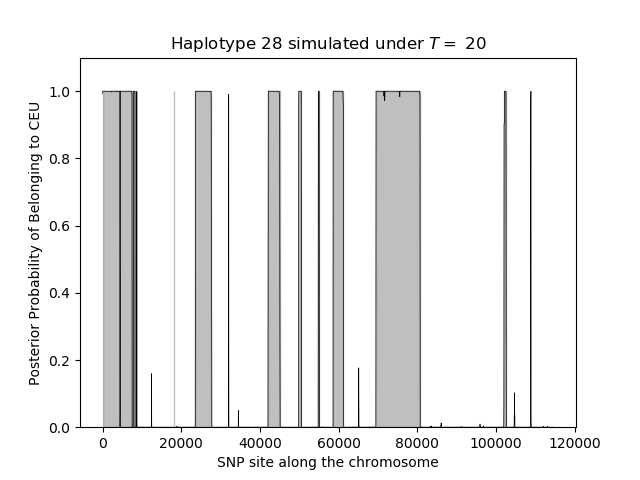 Haplotype 28 simulated under T = 20
Posterior Probability of Belonging to CEU
1.0
0.8
0.6
0.4
0.2
0.0
0 20000 40000 60000 80000 100000 120000
SNP site along the chromosome